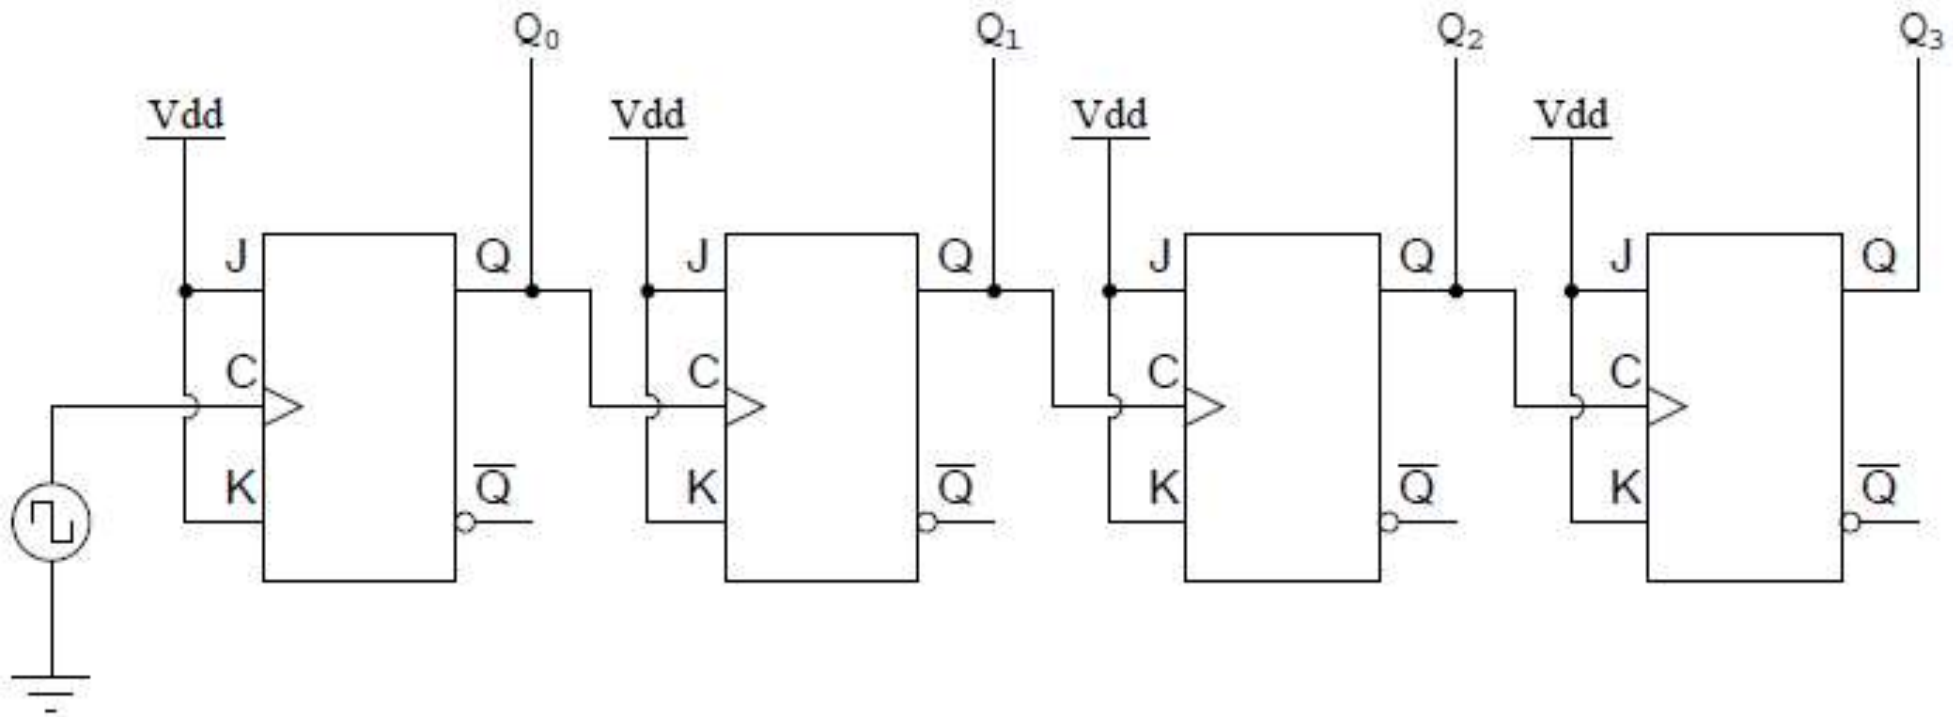 Q0 Q1 Q2 Q3
Vdd Vdd Vdd Vdd
J Q J Q J Q J Q
C C C C
K Q̅ K Q̅ K Q̅ K Q̅